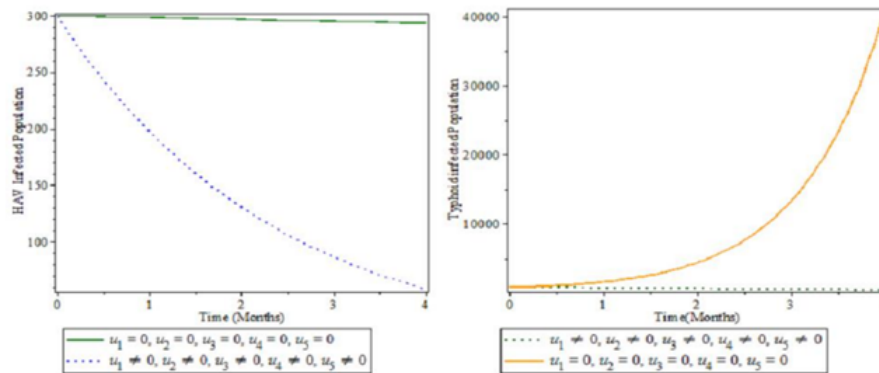 300
250
200
150
100
HAV Infected Population
0 1 2 3 4
Time (Months)
u1 = 0, u2 = 0, u3 = 0, u4 = 0, u5 = 0
u1 ≠ 0, u2 ≠ 0, u3 ≠ 0, u4 ≠ 0, u5 ≠ 0
40000
30000
20000
10000
Typhoid infected Population
0 1 2 3
Time (Months)
u1 ≠ 0, u2 ≠ 0, u3 ≠ 0, u4 ≠ 0, u5 ≠ 0
u1 = 0, u2 = 0, u3 = 0, u4 = 0, u5 = 0